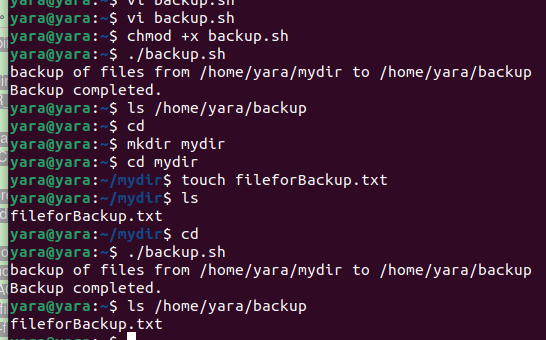 yara@yara:~$ vi backup.sh
yara@yara:~$ vi backup.sh
yara@yara:~$ chmod +x backup.sh
yara@yara:~$ ./backup.sh
backup of files from /home/yara/mydir to /home/yara/backup
Backup completed.
yara@yara:~$ ls /home/yara/backup
yara@yara:~$ cd
yara@yara:~$ mkdir mydir
yara@yara:~$ cd mydir
yara@yara:~/mydir$ touch fileforBackup.txt
yara@yara:~/mydir$ ls
fileforBackup.txt
yara@yara:~/mydir$ cd
yara@yara:~$ ./backup.sh
backup of files from /home/yara/mydir to /home/yara/backup
Backup completed.
yara@yara:~$ ls /home/yara/backup
fileforBackup.txt
yara@yara:~$